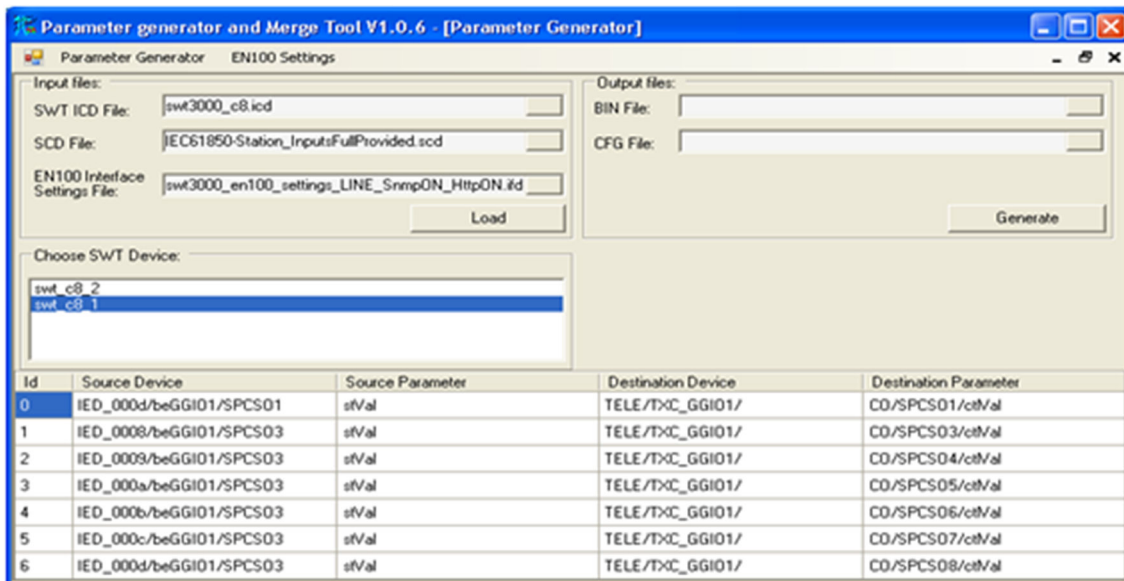 Parameter generator and Merge Tool V1.0.6 - [Parameter Generator]
Parameter Generator EN100 Settings
Input files:
SWT ICD File: swt3000_c8.icd
SCD File: IEC61850-Station_InputsFullProvided.scd
EN100 Interface
Settings File: swt3000_en100_settings_LINE_SnmpON_HttpON.ifd
Load
Output files:
BIN File:
CFG File:
Generate
Choose SWT Device:
swt_c8_2
swt_c8_1
Id Source Device Source Parameter Destination Device Destination Parameter
0 IED_000d/beGGIO1/SPCSO1 stVal TELE/TXC_GGIO1/ CO/SPCSO1/ctlVal
1 IED_0008/beGGIO1/SPCSO3 stVal TELE/TXC_GGIO1/ CO/SPCSO3/ctlVal
2 IED_0009/beGGIO1/SPCSO3 stVal TELE/TXC_GGIO1/ CO/SPCSO4/ctlVal
3 IED_000a/beGGIO1/SPCSO3 stVal TELE/TXC_GGIO1/ CO/SPCSO5/ctlVal
4 IED_000b/beGGIO1/SPCSO3 stVal TELE/TXC_GGIO1/ CO/SPCSO6/ctlVal
5 IED_000c/beGGIO1/SPCSO3 stVal TELE/TXC_GGIO1/ CO/SPCSO7/ctlVal
6 IED_000d/beGGIO1/SPCSO3 stVal TELE/TXC_GGIO1/ CO/SPCSO8/ctlVal